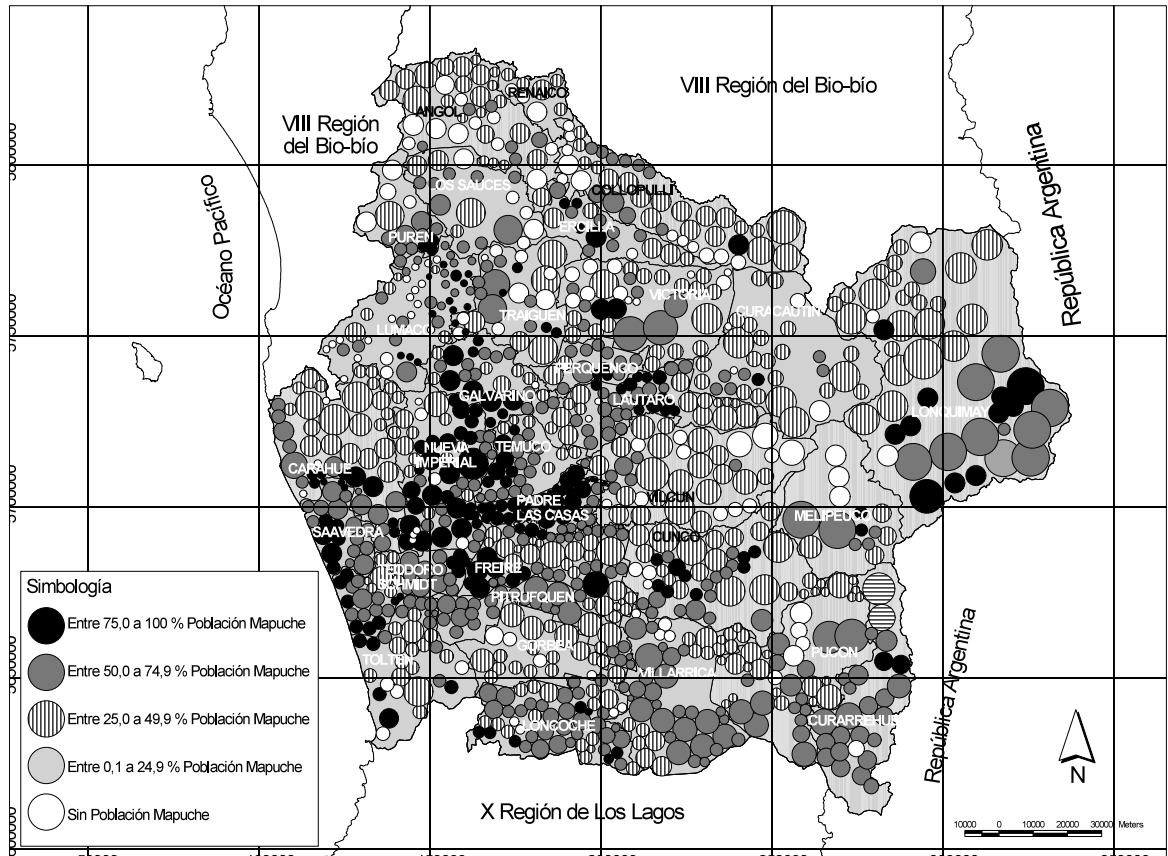 VIII Región del Bio-bío
VIII Región
del Bio-bío
RENAICO
ANGOL
OS SAUCES
COLLOPULLI
República Argentina
Océano Pacífico
PUREN
ERCILLA
VICTORIA
LUMACO
TRAIGUEN
CURACAUTIN
PERQUENCO
GALVARINO
LAUTARO
LONQUIMAY
NUEVA
IMPERIAL
TEMUCO
CARAHUE
PADRE
LAS CASAS
VILCUN
MELIPEUCO
SAAVEDRA
CUNCO
TEODORO
SCHMIDT
FREIRE
PITRUFQUEN
GORBEA
TOLTEN
VILLARRICA
PUCON
LONCOCHE
CURARREHUE
República Argentina
X Región de Los Lagos
Simbología
Entre 75,0 a 100 % Población Mapuche
Entre 50,0 a 74,9 % Población Mapuche
Entre 25,0 a 49,9 % Población Mapuche
Entre 0,1 a 24,9 % Población Mapuche
Sin Población Mapuche
N
10000 0 10000 20000 30000 Meters